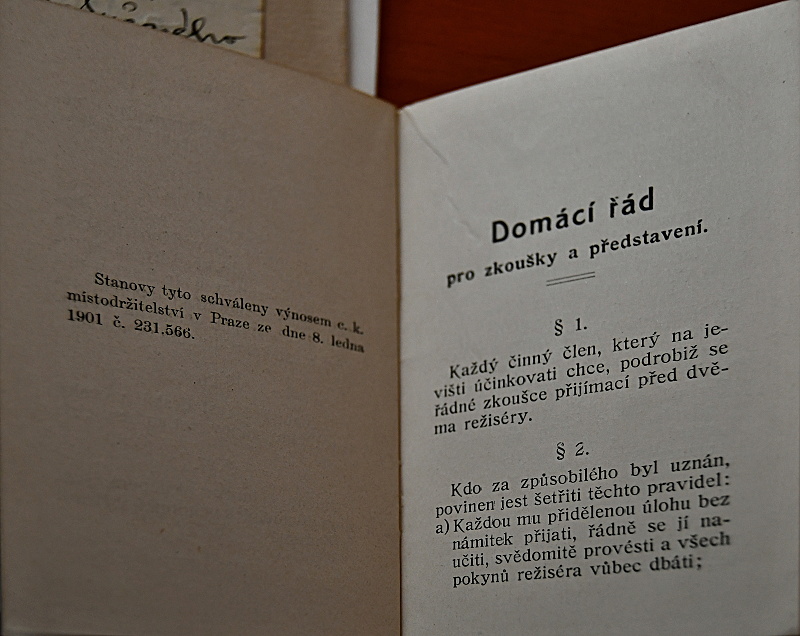 Stanovy tyto schváleny výnosem c. k.
místodržitelství v Praze ze dne 8. ledna
1901 č. 231.566.
Domácí řád
pro zkoušky a představení.
§ 1.
Každý činný člen, který na je-
višti účinkovati chce, podrobiž se
řádné zkoušce přijímací před dvě-
ma režiséry.
§ 2.
Kdo za způsobilého byl uznán,
povinen jest šetřiti těchto pravidel:
a) Každou mu přidělenou úlohu bez
námitek přijati, řádně se jí na-
učiti, svědomitě provésti a všech
pokynů režiséra vůbec dbáti;